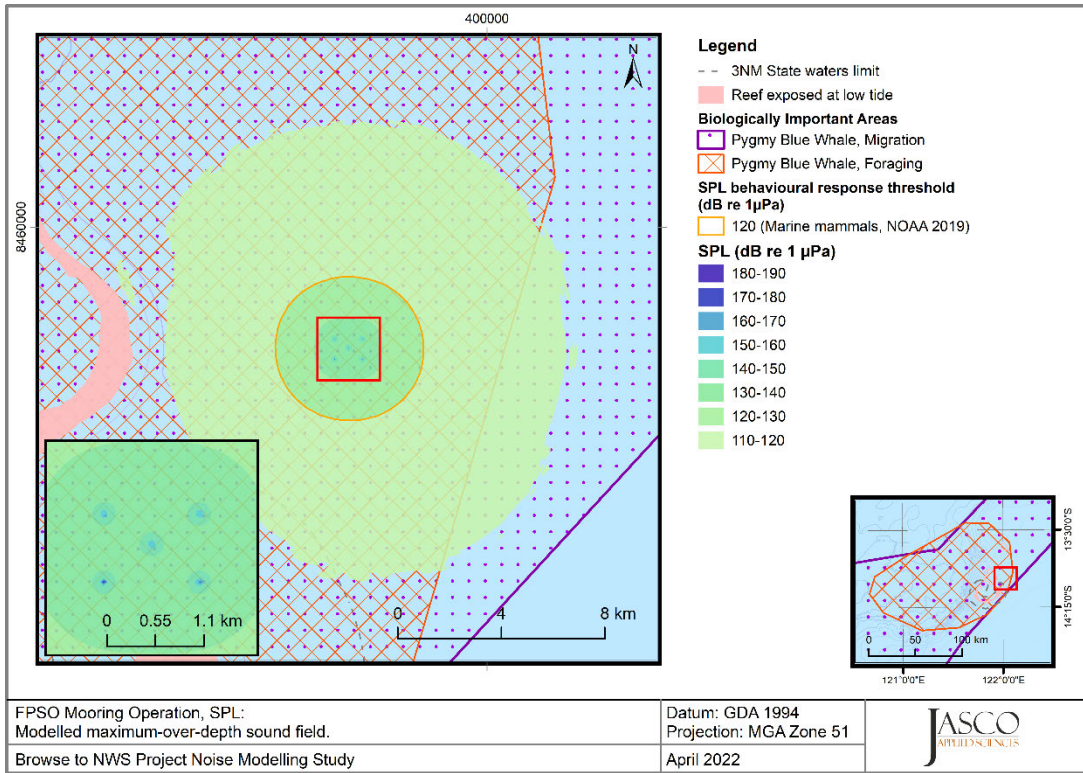 400000
8460000
N
0 4 8 km
0 0.55 1.1 km
Legend
3NM State waters limit
Reef exposed at low tide
Biologically Important Areas
Pygmy Blue Whale, Migration
Pygmy Blue Whale, Foraging
SPL behavioural response threshold
(dB re 1µPa)
120 (Marine mammals, NOAA 2019)
SPL (dB re 1 µPa)
180-190
170-180
160-170
150-160
140-150
130-140
120-130
110-120
13°30'0"S
14°15'0"S
0 50 100 km
121°0'0"E 122°0'0"E
FPSO Mooring Operation, SPL:
Modelled maximum-over-depth sound field.
Browse to NWS Project Noise Modelling Study
Datum: GDA 1994
Projection: MGA Zone 51
April 2022
JASCO
APPLIED SCIENCES